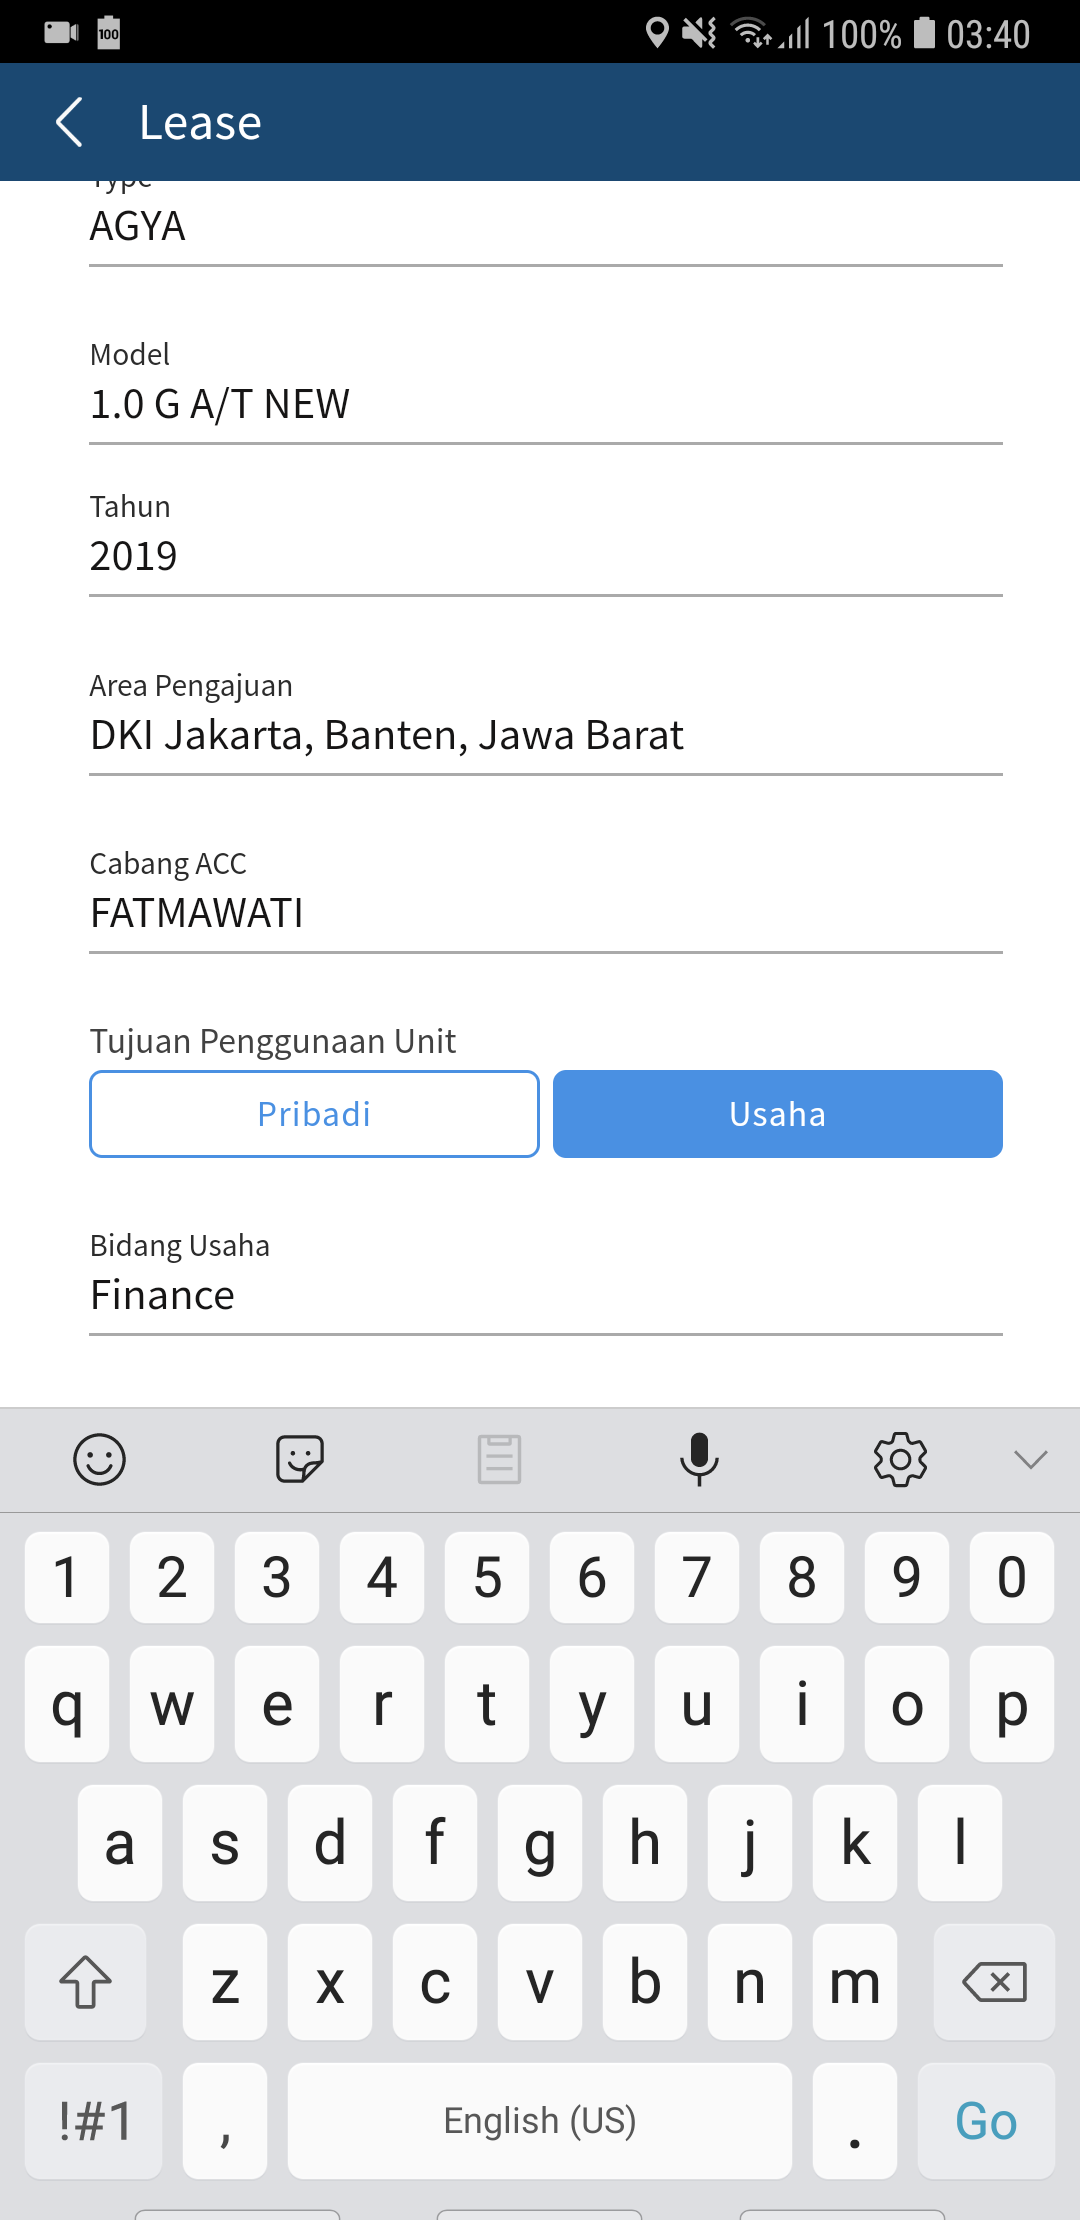 100 100% 03:40
Lease
Type
AGYA
Model
1.0 G A/T NEW
Tahun
2019
Area Pengajuan
DKI Jakarta, Banten, Jawa Barat
Cabang ACC
FATMAWATI
Tujuan Penggunaan Unit
Pribadi Usaha
Bidang Usaha
Finance
1 2 3 4 5 6 7 8 9 0
q w e r t y u i o p
a s d f g h j k l
z x c v b n m
!#1 , English (US) . Go